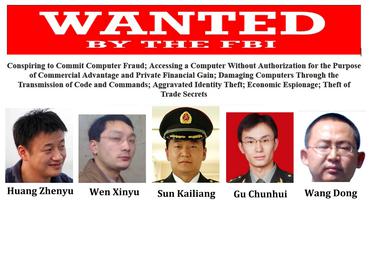 WANTED
BY THE FBI
Conspiring to Commit Computer Fraud; Accessing a Computer Without Authorization for the Purpose
of Commercial Advantage and Private Financial Gain; Damaging Computers Through the
Transmission of Code and Commands; Aggravated Identity Theft; Economic Espionage; Theft of
Trade Secrets
Huang Zhenyu Wen Xinyu Sun Kailiang Gu Chunhui Wang Dong